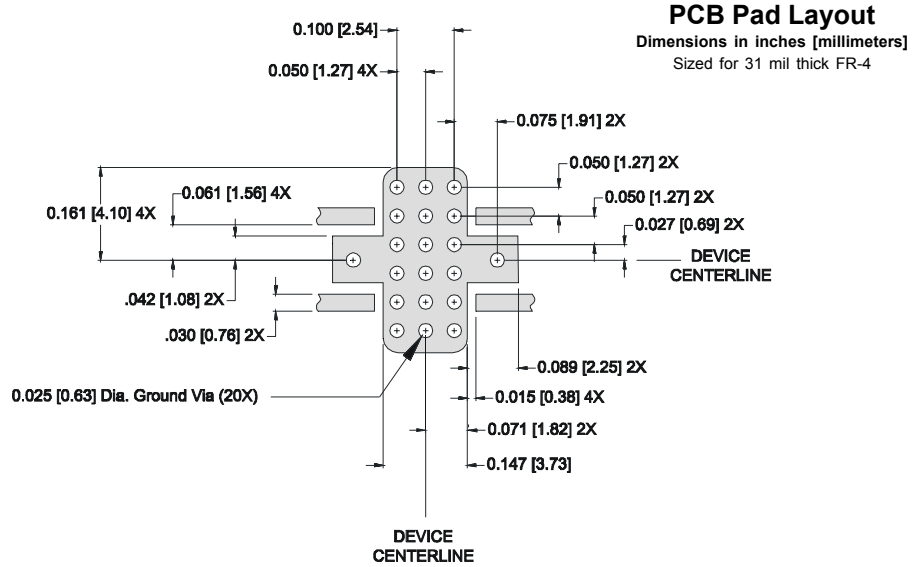 PCB Pad Layout
Dimensions in inches [millimeters]
Sized for 31 mil thick FR-4
0.100 [2.54]
0.050 [1.27] 4X
0.075 [1.91] 2X
0.050 [1.27] 2X
0.061 [1.56] 4X
0.050 [1.27] 2X
0.161 [4.10] 4X
0.027 [0.69] 2X
DEVICE
CENTERLINE
.042 [1.08] 2X
.030 [0.76] 2X
0.089 [2.25] 2X
0.025 [0.63] Dia. Ground Via (20X)
0.015 [0.38] 4X
0.071 [1.82] 2X
0.147 [3.73]
DEVICE
CENTERLINE